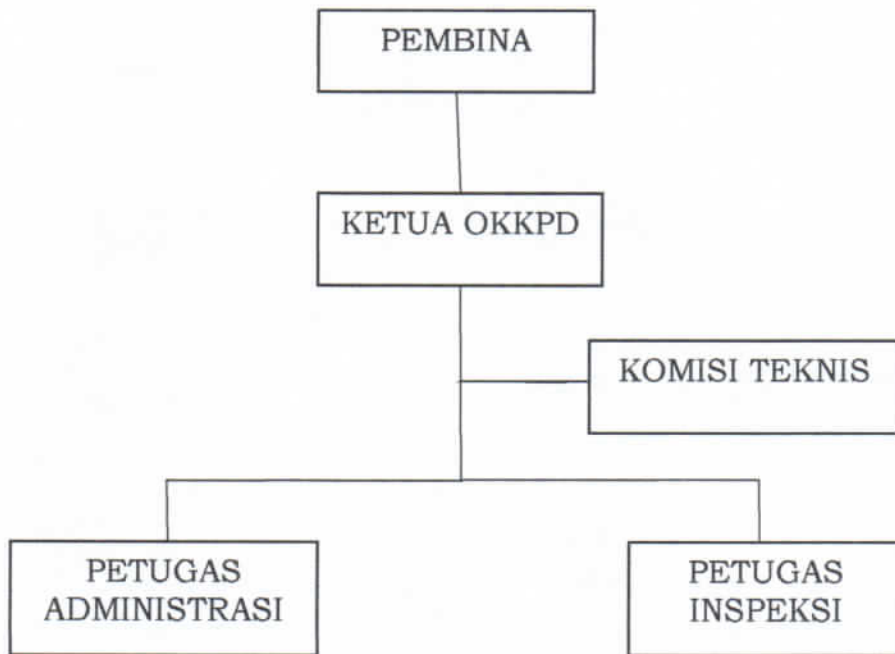 PEMBINA
KETUA OKKPD
KOMISI TEKNIS
PETUGAS
ADMINISTRASI
PETUGAS
INSPEKSI